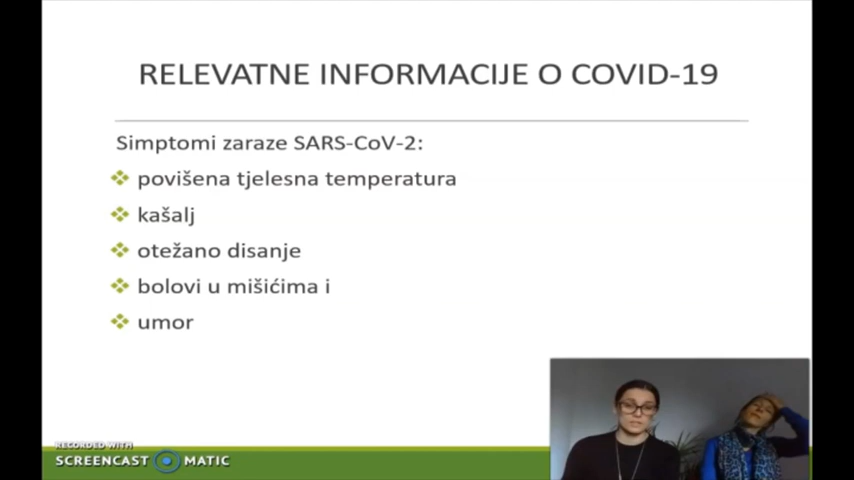 RELEVATNE INFORMACIJE O COVID-19
Simptomi zaraze SARS-CoV-2:
povišena tjelesna temperatura
kašalj
otežano disanje
bolovi u mišićima i
umor
RECORDED WITH
SCREENCAST MATIC